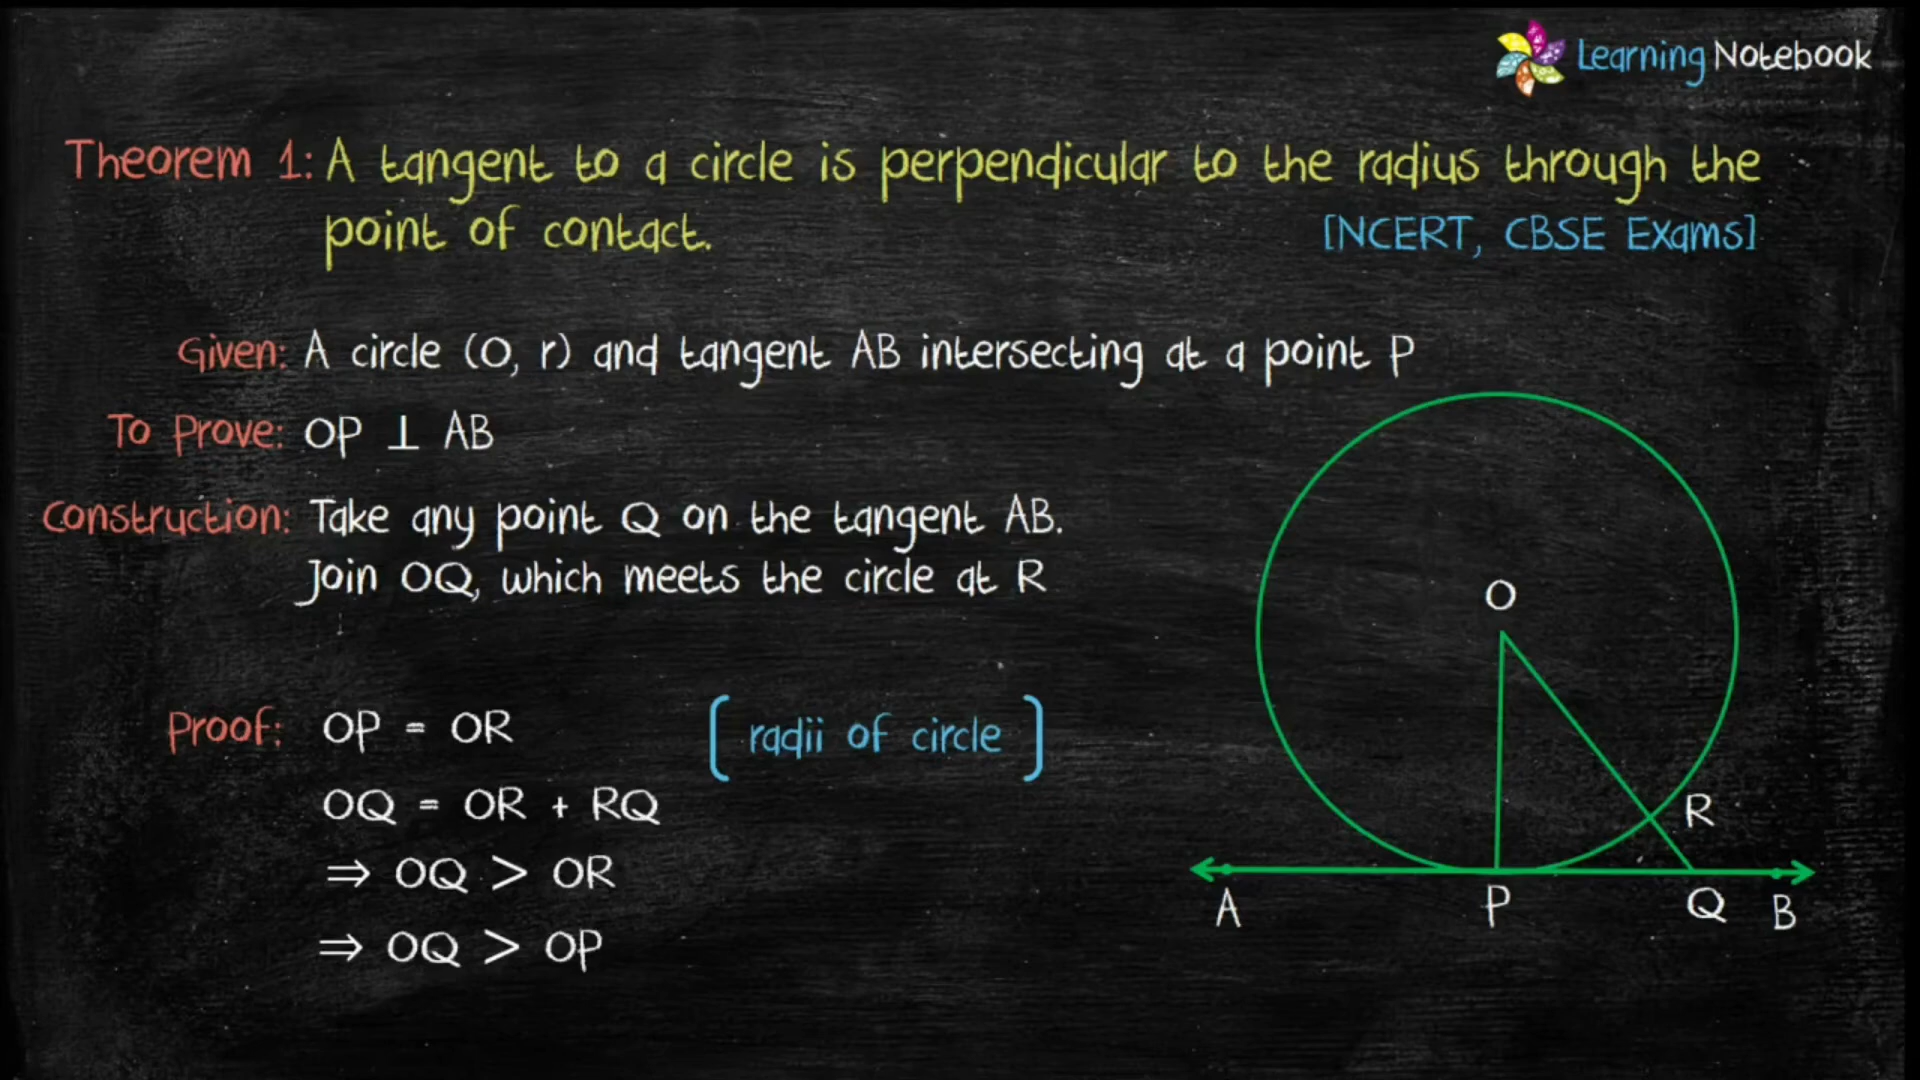 Learning Notebook
Theorem 1: A tangent to a circle is perpendicular to the radius through the
point of contact.
[NCERT, CBSE Exams]
Given: A circle (O, r) and tangent AB intersecting at a point P
To Prove: OP ⊥ AB
Construction: Take any point Q on the tangent AB.
Join OQ, which meets the circle at R
Proof: OP = OR [radii of circle]
OQ = OR + RQ
⇒ OQ > OR
⇒ OQ > OP
O
R
A P Q B